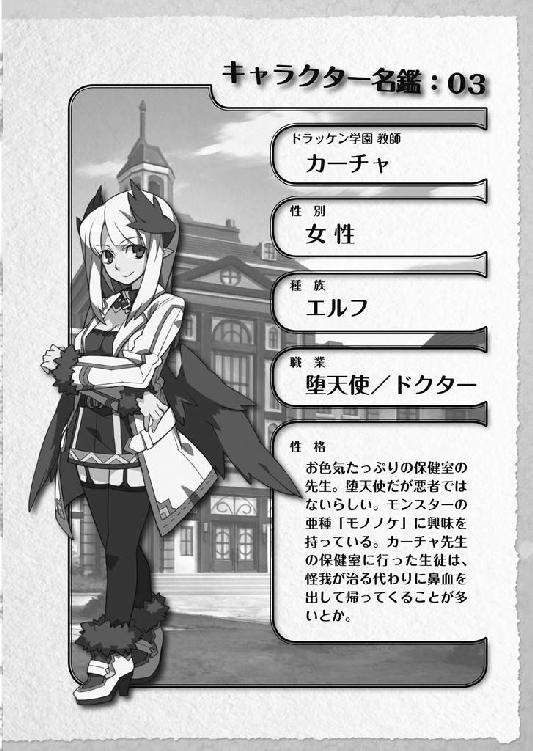 キャラクター名鑑：03
ドラッケン学園 教師
カーチャ
性 別
女 性
種 族
エルフ
職 業
堕天使／ドクター
性 格
お色気たっぷりの保健室の
先生。堕天使だが悪者では
ないらしい。モンスターの
亜種「モノノケ」に興味を
持っている。カーチャ先生
の保健室に行った生徒は、
怪我が治る代わりに鼻血を
出して帰ってくることが多
いとか。